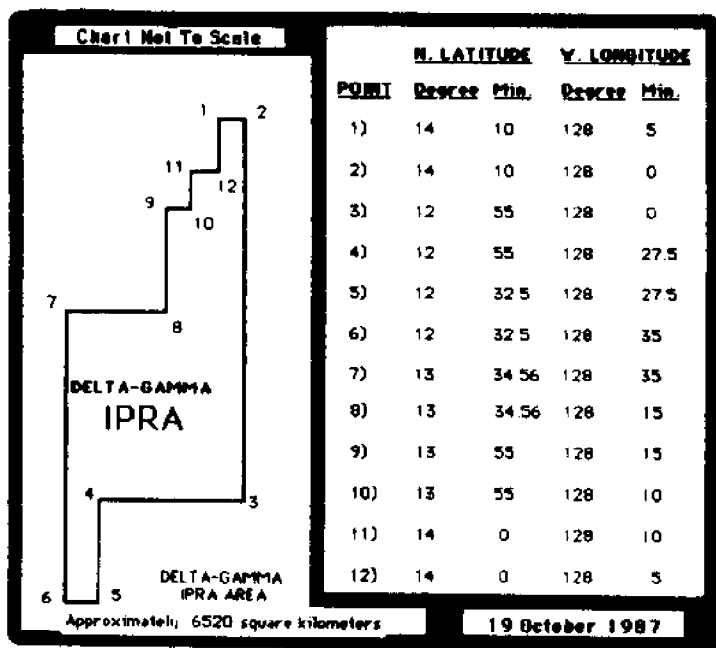 Chart Not To Scale
1 2
11
12
9
10
7
8
DELTA-GAMMA
IPRA
4
3
6 5
DELTA-GAMMA
IPRA AREA
Approximately 6520 square kilometers
N. LATITUDE W. LONGITUDE
POINT Degree Min. Degree Min.
1) 14 10 128 5
2) 14 10 128 0
3) 12 55 128 0
4) 12 55 128 27.5
5) 12 32.5 128 27.5
6) 12 32.5 128 35
7) 13 34.56 128 35
8) 13 34.56 128 15
9) 13 55 128 15
10) 13 55 128 10
11) 14 0 128 10
12) 14 0 128 5
19 October 1987